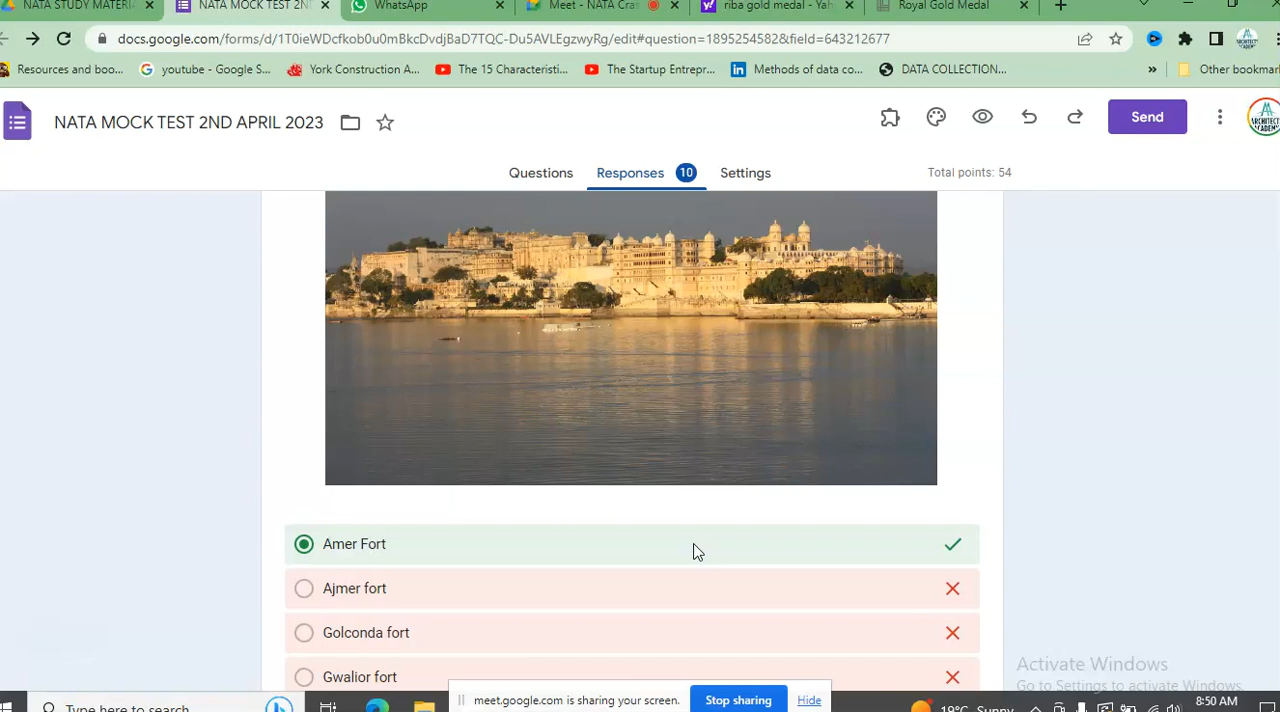 NATA STUDY MATERI
NATA MOCK TEST 2N
WhatsApp
Meet - NATA Cras
riba gold medal - Yah
Royal Gold Medal
docs.google.com/forms/d/1T0ieWDcfkob0u0mBkcDvdjBaD7TQC-Du5AVLEgzwyRg/edit#question=1895254582&field=643212677
Resources and boo...
youtube - Google S...
York Construction A...
The 15 Characteristi...
The Startup Entrepr...
Methods of data co...
DATA COLLECTION...
Other bookmar
NATA MOCK TEST 2ND APRIL 2023
Send
Questions
Responses 10
Settings
Total points: 54
Amer Fort
Ajmer fort
Golconda fort
Gwalior fort
Activate Windows
Go to Settings to activate Windows.
meet.google.com is sharing your screen.
Stop sharing
Hide
Type here to search
19°C Sunny
8:50 AM